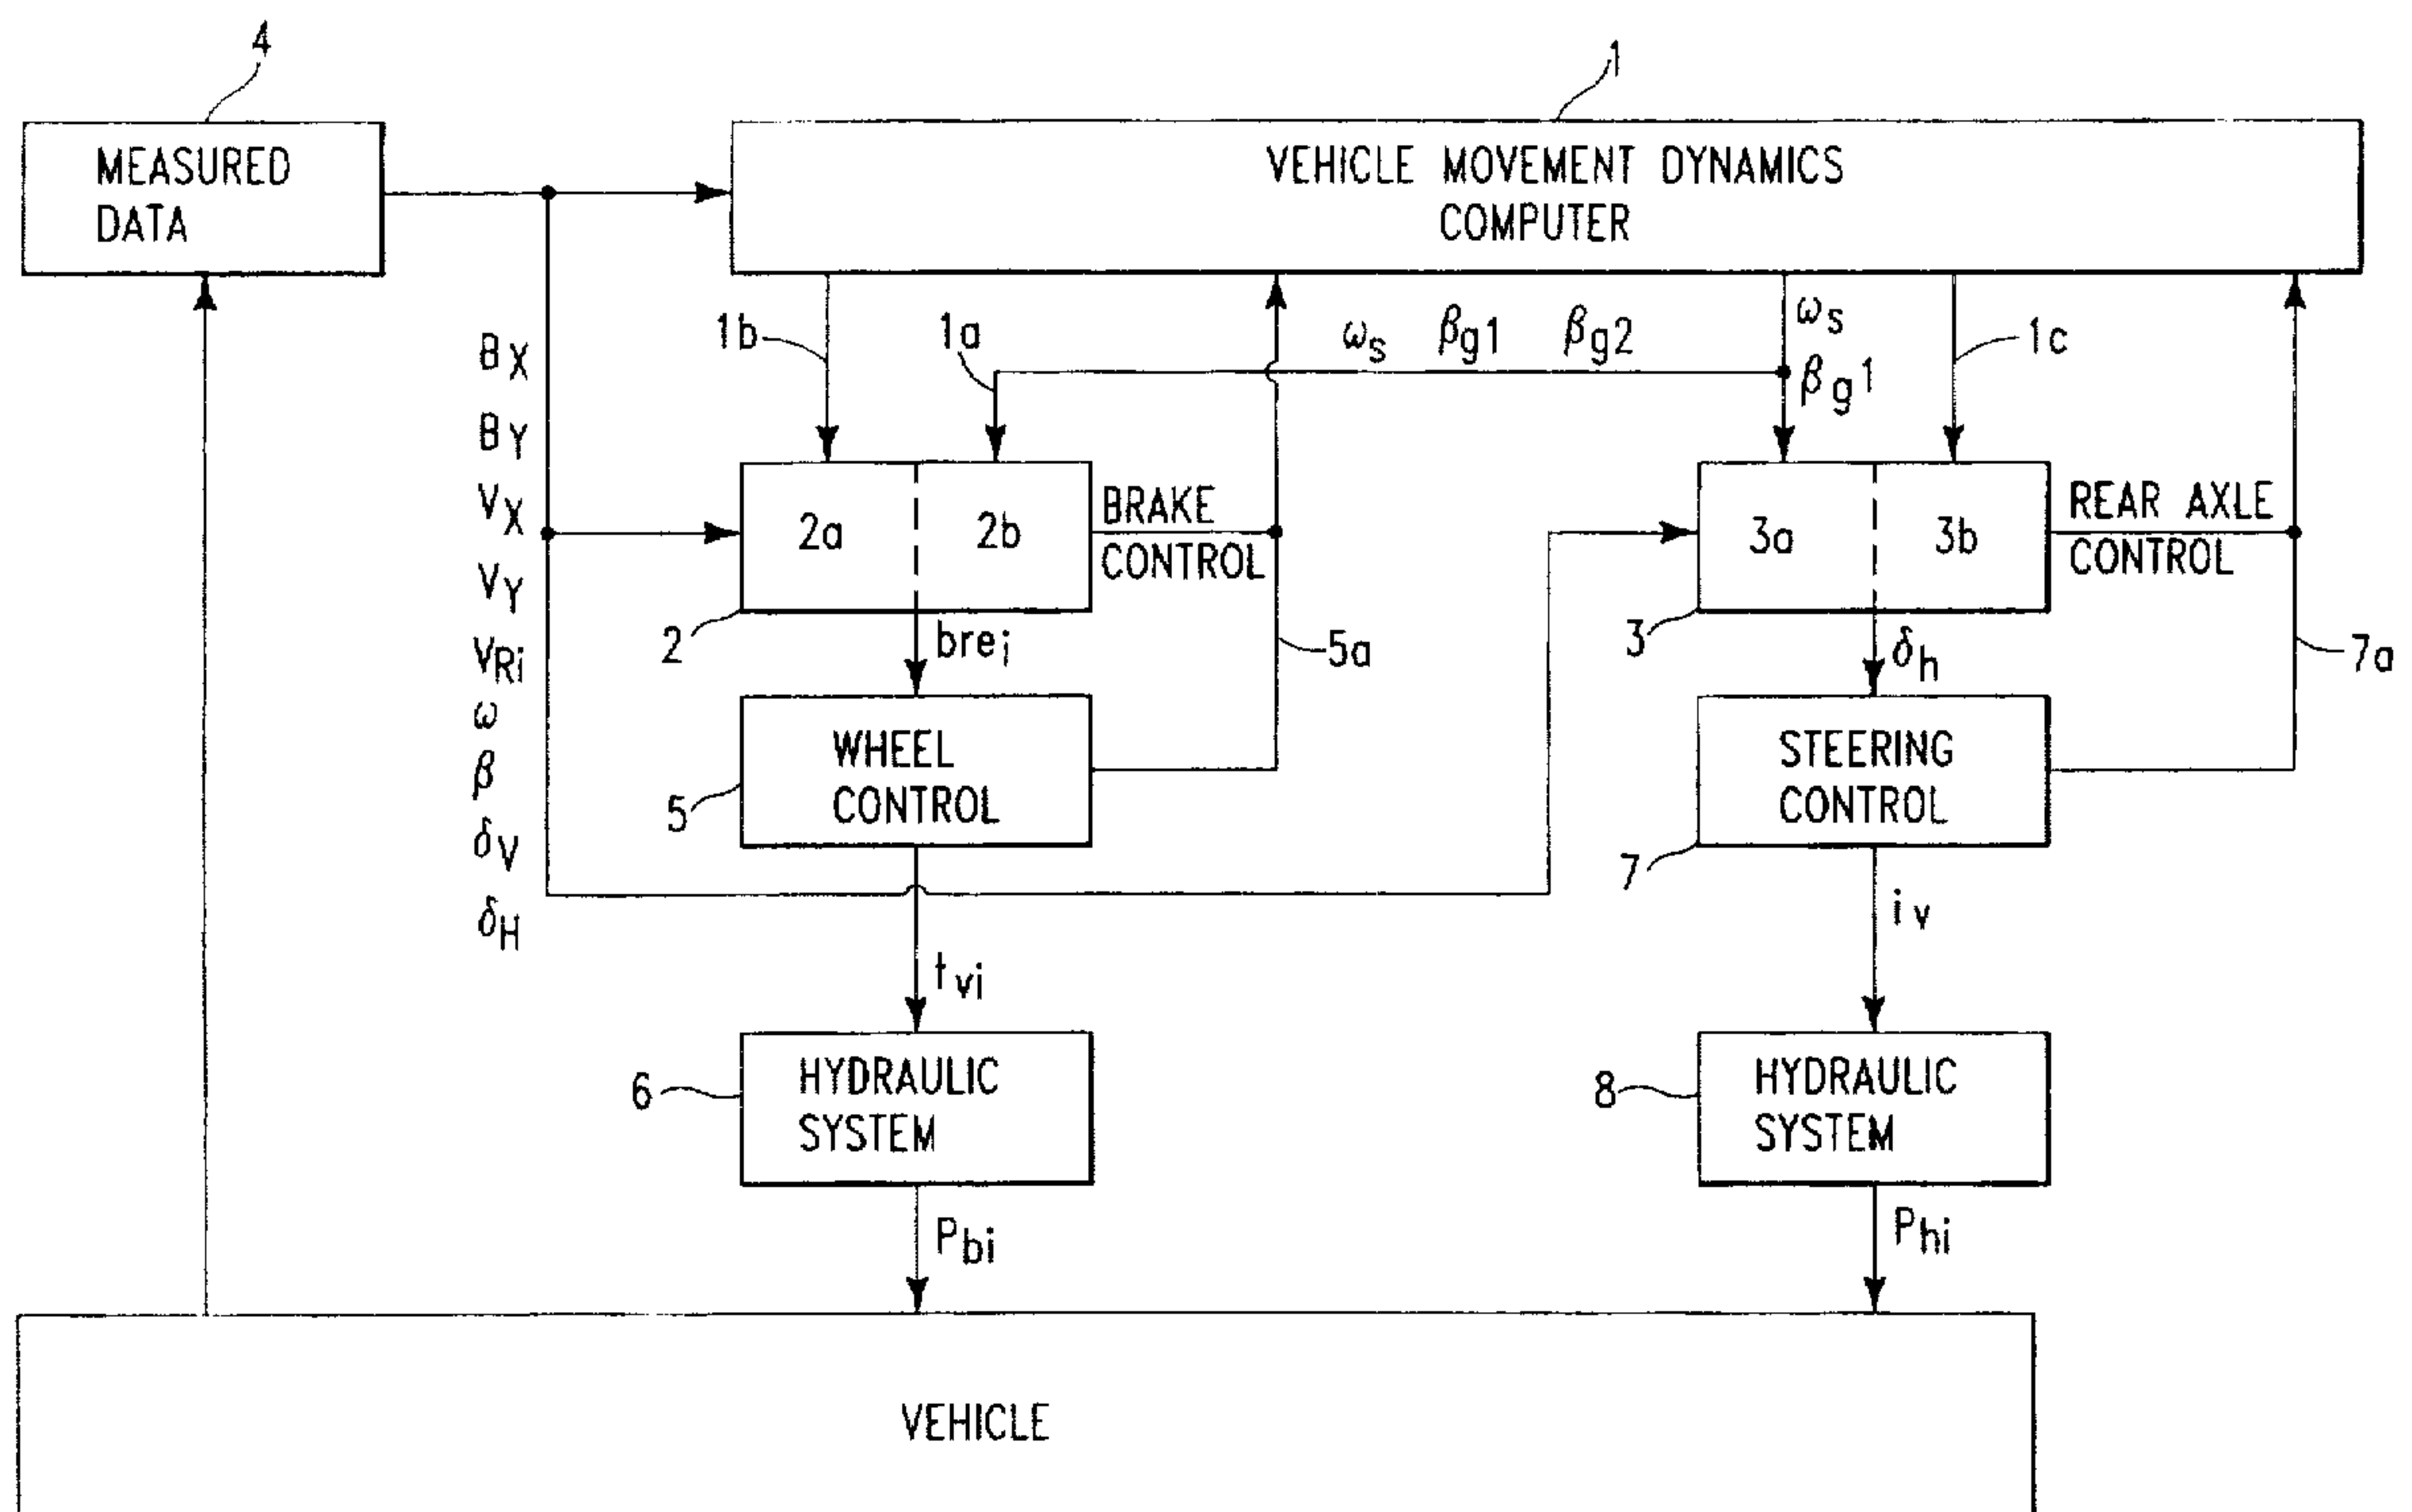 4
1
MEASURED
DATA
VEHICLE MOVEMENT DYNAMICS
COMPUTER
1b
1a
ωs βg1 βg2
ωs
βg1
1c
BX
BY
VX
VY
VRi
ω
β
δV
δH
2a
2b
BRAKE
CONTROL
3a
3b
REAR AXLE
CONTROL
2
brei
5a
3
δh
7a
WHEEL
CONTROL
5
STEERING
CONTROL
7
tvi
iv
6
HYDRAULIC
SYSTEM
8
HYDRAULIC
SYSTEM
Pbi
Phi
VEHICLE